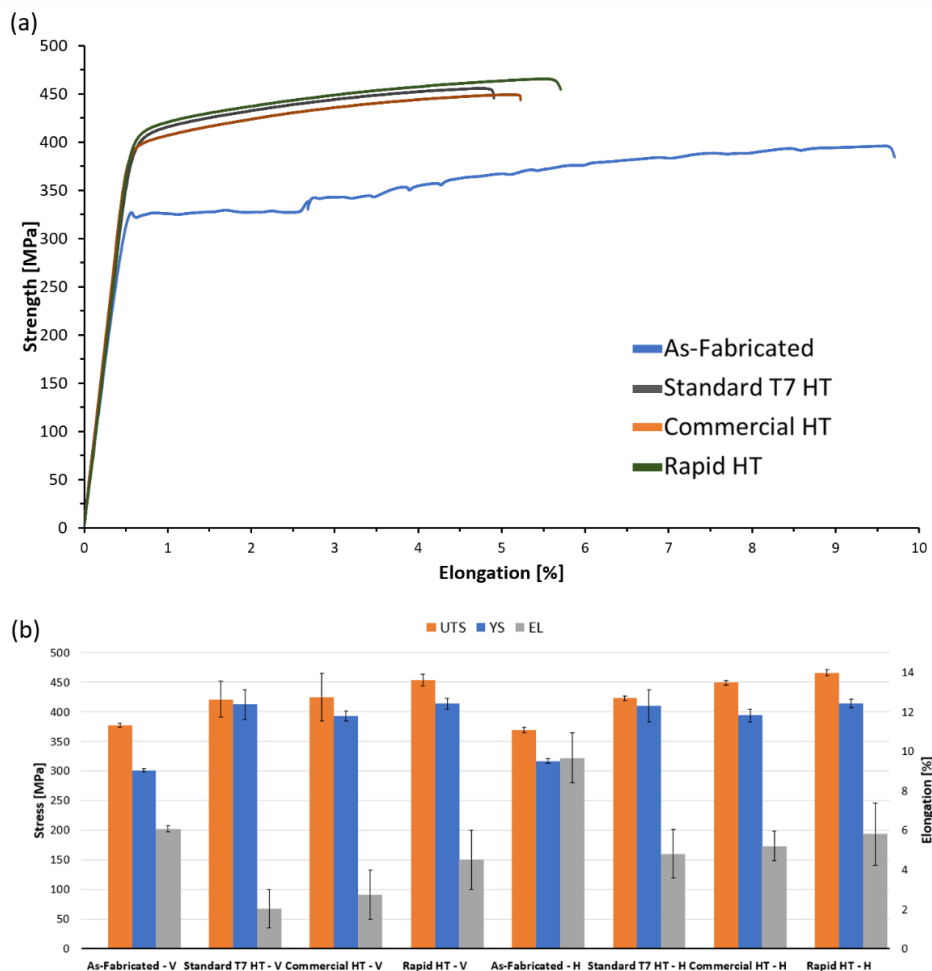 (a)
500
450
400
350
300
250
200
150
100
50
0
Strength [MPa]
As-Fabricated
Standard T7 HT
Commercial HT
Rapid HT
0 1 2 3 4 5 6 7 8 9 10
Elongation [%]
(b)
UTS YS EL
500
450
400
350
300
250
200
150
100
50
0
Stress [MPa]
14
12
10
8
6
4
2
0
Elongation [%]
As-Fabricated - V Standard T7 HT - V Commercial HT - V Rapid HT - V As-Fabricated - H Standard T7 HT - H Commercial HT - H Rapid HT - H